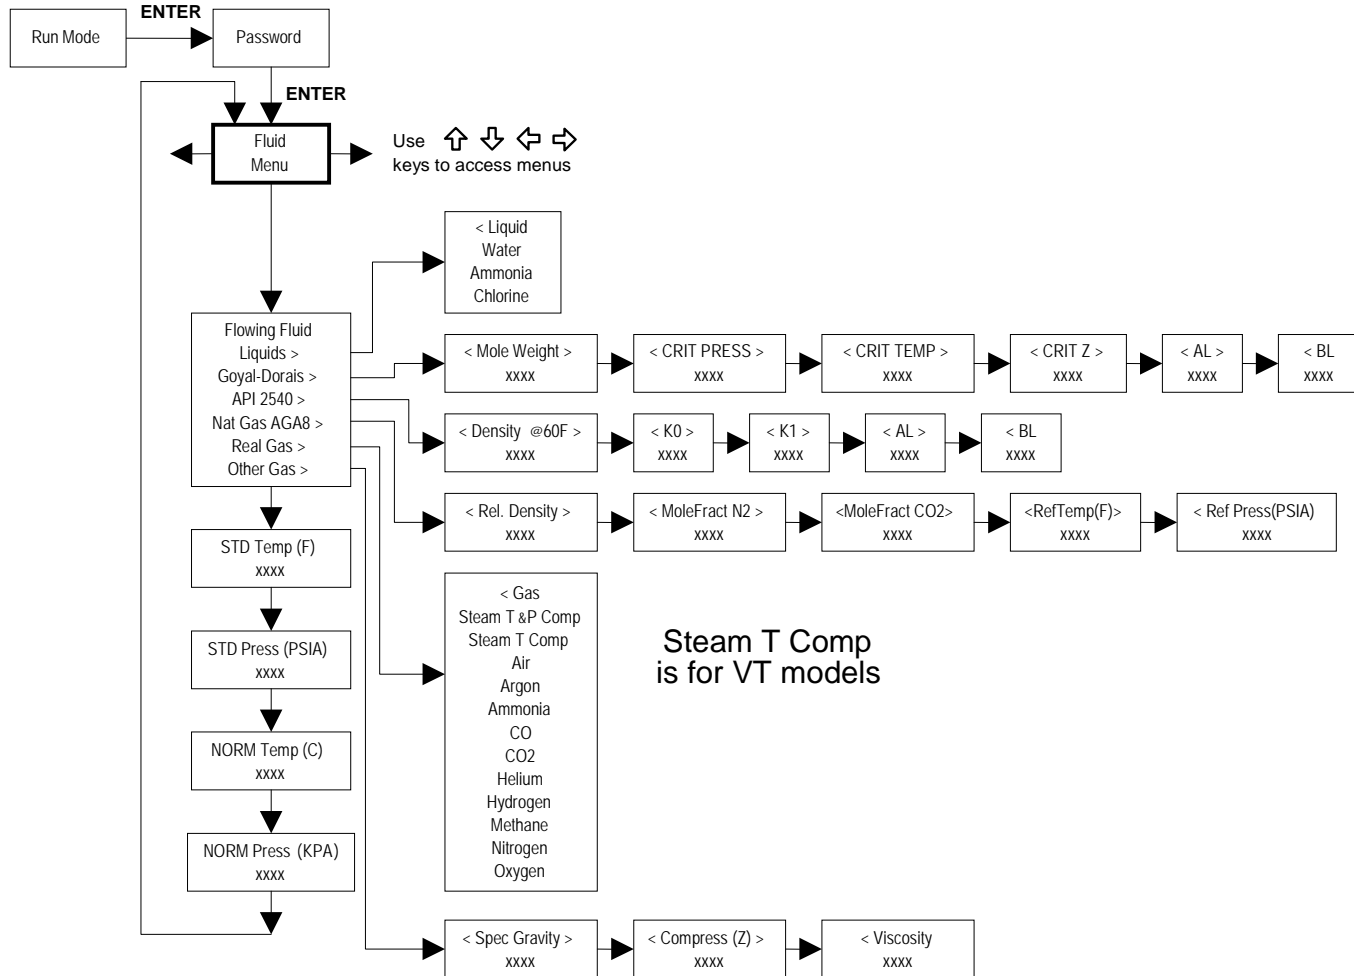 ENTER
Run Mode
Password
ENTER
Fluid
Menu
Use
keys to access menus
< Liquid
Water
Ammonia
Chlorine
Flowing Fluid
Liquids >
Goyal-Dorais >
API 2540 >
Nat Gas AGA8 >
Real Gas >
Other Gas >
< Mole Weight >
xxxx
< CRIT PRESS >
xxxx
< CRIT TEMP >
xxxx
< CRIT Z >
xxxx
< AL >
xxxx
< BL
xxxx
< Density @60F >
xxxx
< K0 >
xxxx
< K1 >
xxxx
< AL >
xxxx
< BL
xxxx
< Rel. Density >
xxxx
< MoleFract N2 >
xxxx
<MoleFract CO2>
xxxx
<RefTemp(F)>
xxxx
< Ref Press(PSIA)
xxxx
STD Temp (F)
xxxx
STD Press (PSIA)
xxxx
NORM Temp (C)
xxxx
NORM Press (KPA)
xxxx
< Gas
Steam T &P Comp
Steam T Comp
Air
Argon
Ammonia
CO
CO2
Helium
Hydrogen
Methane
Nitrogen
Oxygen
Steam T Comp
is for VT models
< Spec Gravity >
xxxx
< Compress (Z) >
xxxx
< Viscosity
xxxx